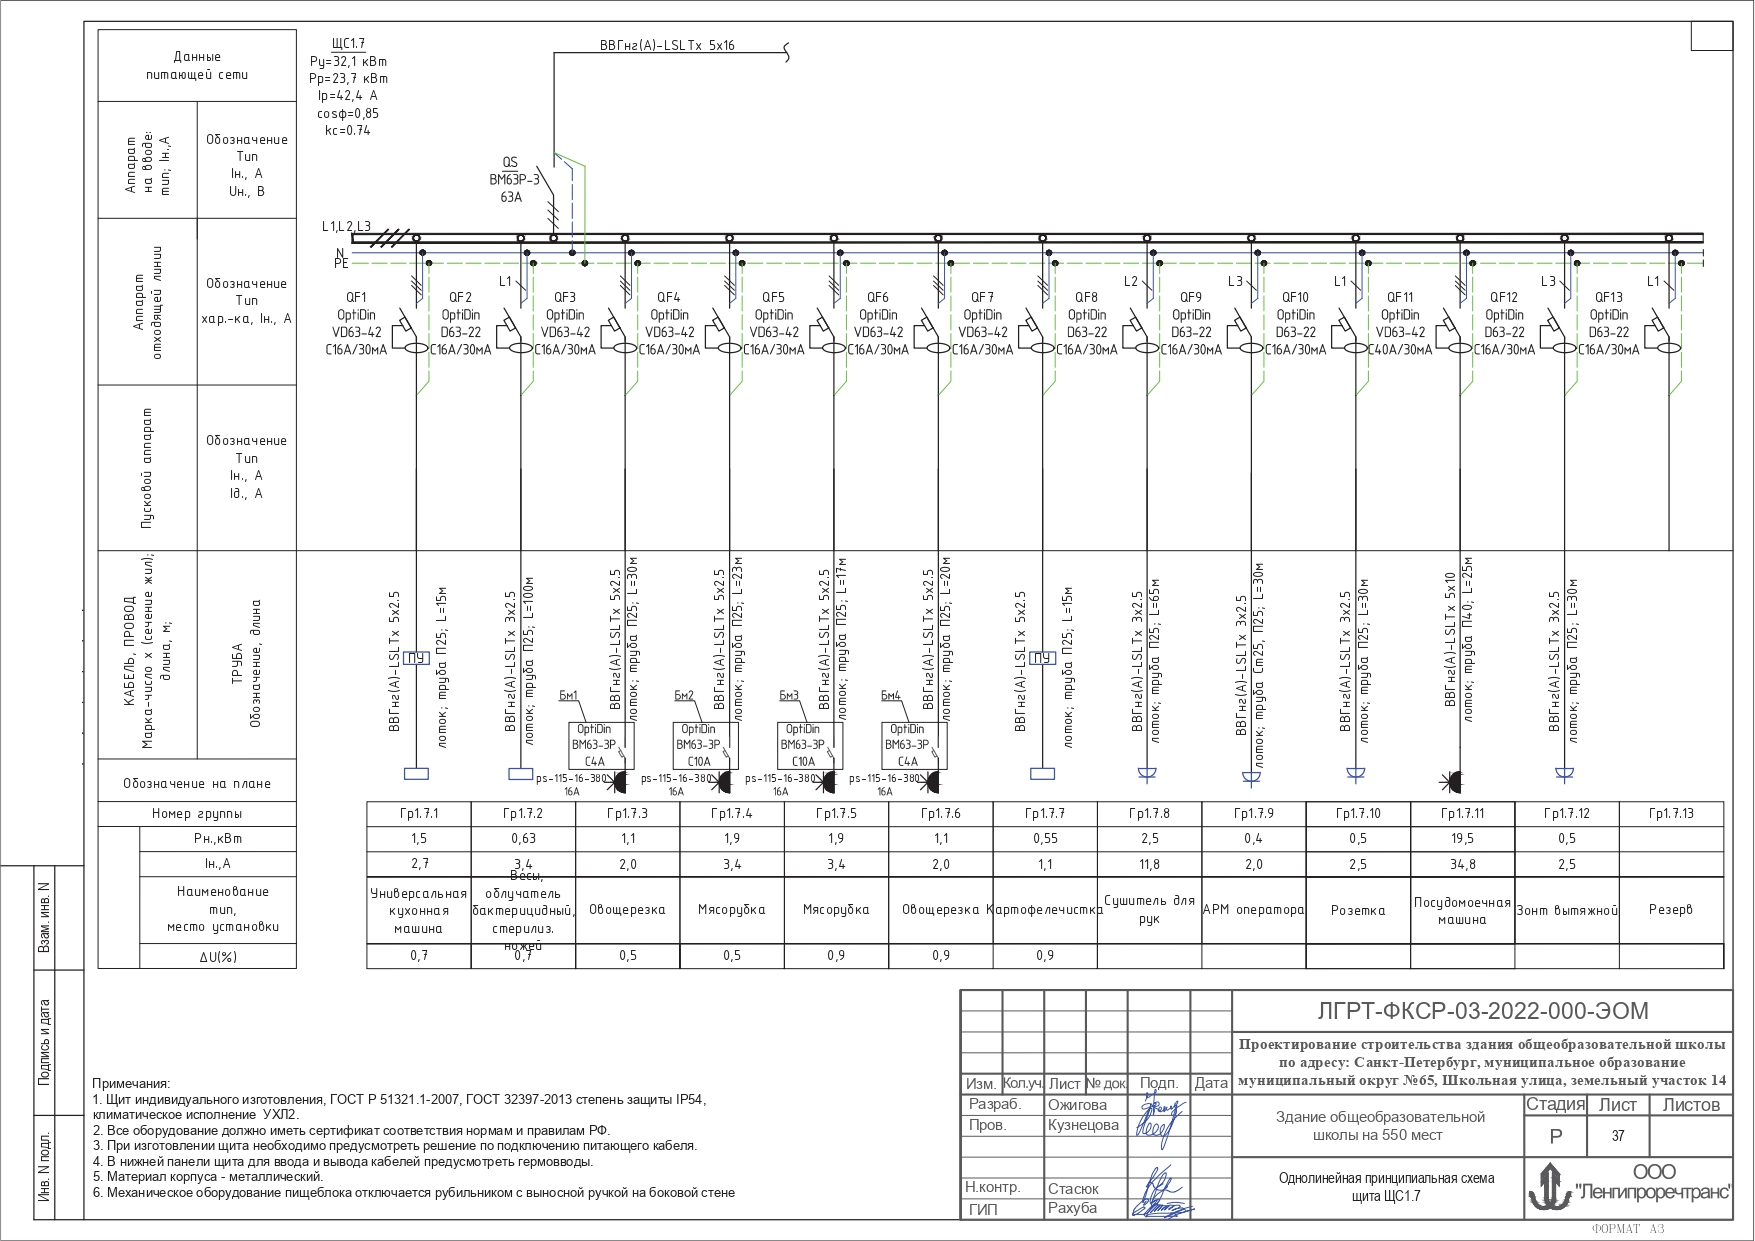 Данные
питающей сети
Аппарат
на вводе:
тип; Iн.,А
Обозначение
Тип
Iн., А
Uн., В
Аппарат
отходящей линии
Обозначение
Тип
хар.-ка, Iн., А
Пусковой аппарат
Обозначение
Тип
Iн., А
Iд., А
КАБЕЛЬ, ПРОВОД
Марка-число х (сечение жил);
длина, м;
ТРУБА
Обозначение, длина
Обозначение на плане
ЩС1.7
Ру=32,1 кВт
Рр=23,7 кВт
Iр=42,4 А
cosф=0,85
kc=0.74
ВВГнг(А)-LSLTx 5х16
QS
ВМ63Р-3
63А
L1,L2,L3
N
PE
L1
L2
L3
L1
L3
L1
QF1
OptiDin
VD63-42
C16A/30мА
QF2
OptiDin
D63-22
C16A/30мА
QF3
OptiDin
VD63-42
C16A/30мА
QF4
OptiDin
VD63-42
C16A/30мА
QF5
OptiDin
VD63-42
C16A/30мА
QF6
OptiDin
VD63-42
C16A/30мА
QF7
OptiDin
VD63-42
C16A/30мА
QF8
OptiDin
D63-22
C16A/30мА
QF9
OptiDin
D63-22
C16A/30мА
QF10
OptiDin
D63-22
C16A/30мА
QF11
OptiDin
VD63-42
C40A/30мА
QF12
OptiDin
D63-22
C16A/30мА
QF13
OptiDin
D63-22
C16A/30мА
ВВГнг(А)-LSLTx 5х2.5
лоток; труба П25; L=15м
ПУ
ВВГнг(А)-LSLTx 3х2.5
лоток; труба П25; L=100м
ВВГнг(А)-LSLTx 5х2.5
лоток; труба П25; L=30м
Бм1
OptiDin
ВМ63-3Р
С4А
ps-115-16-380
16А
ВВГнг(А)-LSLTx 5х2.5
лоток; труба П25; L=23м
Бм2
OptiDin
ВМ63-3Р
С10А
ps-115-16-380
16А
ВВГнг(А)-LSLTx 5х2.5
лоток; труба П25; L=17м
Бм3
OptiDin
ВМ63-3Р
С10А
ps-115-16-380
16А
ВВГнг(А)-LSLTx 5х2.5
лоток; труба П25; L=20м
Бм4
OptiDin
ВМ63-3Р
С4А
ps-115-16-380
16А
ВВГнг(А)-LSLTx 5х2.5
лоток; труба П25; L=15м
ПУ
ВВГнг(А)-LSLTx 3х2.5
лоток; труба П25; L=65м
ВВГнг(А)-LSLTx 3х2.5
лоток; труба Ст25, П25; L=30м
ВВГнг(А)-LSLTx 3х2.5
лоток; труба П25; L=30м
ВВГнг(А)-LSLTx 5х10
лоток; труба П40; L=25м
ВВГнг(А)-LSLTx 3х2.5
лоток; труба П25; L=30м
Номер группы Гр1.7.1 Гр1.7.2 Гр1.7.3 Гр1.7.4 Гр1.7.5 Гр1.7.6 Гр1.7.7 Гр1.7.8 Гр1.7.9 Гр1.7.10 Гр1.7.11 Гр1.7.12 Гр1.7.13
Рн.,кВт 1,5 0,63 1,1 1,9 1,9 1,1 0,55 2,5 0,4 0,5 19,5 0,5
Iн.,А 2,7 3,4 2,0 3,4 3,4 2,0 1,1 11,8 2,0 2,5 34,8 2,5
Наименование
тип,
место установки
Универсальная
кухонная
машина
Весы,
облучатель
бактерицидный,
стерилиз.
ножей
Овощерезка
Мясорубка
Мясорубка
Овощерезка
Картофелечистка
Сушитель для
рук
АРМ оператора
Розетка
Посудомоечная
машина
Зонт вытяжной
Резерв
ΔU(%) 0,7 0,7 0,5 0,5 0,9 0,9 0,9
Взам. инв. N
Подпись и дата
Инв. N подл.
Примечания:
1. Щит индивидуального изготовления, ГОСТ Р 51321.1-2007, ГОСТ 32397-2013 степень защиты IP54,
климатическое исполнение УХЛ2.
2. Все оборудование должно иметь сертификат соответствия нормам и правилам РФ.
3. При изготовлении щита необходимо предусмотреть решение по подключению питающего кабеля.
4. В нижней панели щита для ввода и вывода кабелей предусмотреть гермовводы.
5. Материал корпуса - металлический.
6. Механическое оборудование пищеблока отключается рубильником с выносной ручкой на боковой стене
ЛГРТ-ФКСР-03-2022-000-ЭОМ
Проектирование строительства здания общеобразовательной школы
по адресу: Санкт-Петербург, муниципальное образование
муниципальный округ №65, Школьная улица, земельный участок 14
Изм. Кол.уч. Лист № док. Подп. Дата
Разраб. Ожигова
Пров. Кузнецова
Н.контр. Стасюк
ГИП Рахуба
Здание общеобразовательной
школы на 550 мест
Стадия Лист Листов
Р 37
Однолинейная принципиальная схема
щита ЩС1.7
ООО
"Ленгипроречтранс"
ФОРМАТ А3